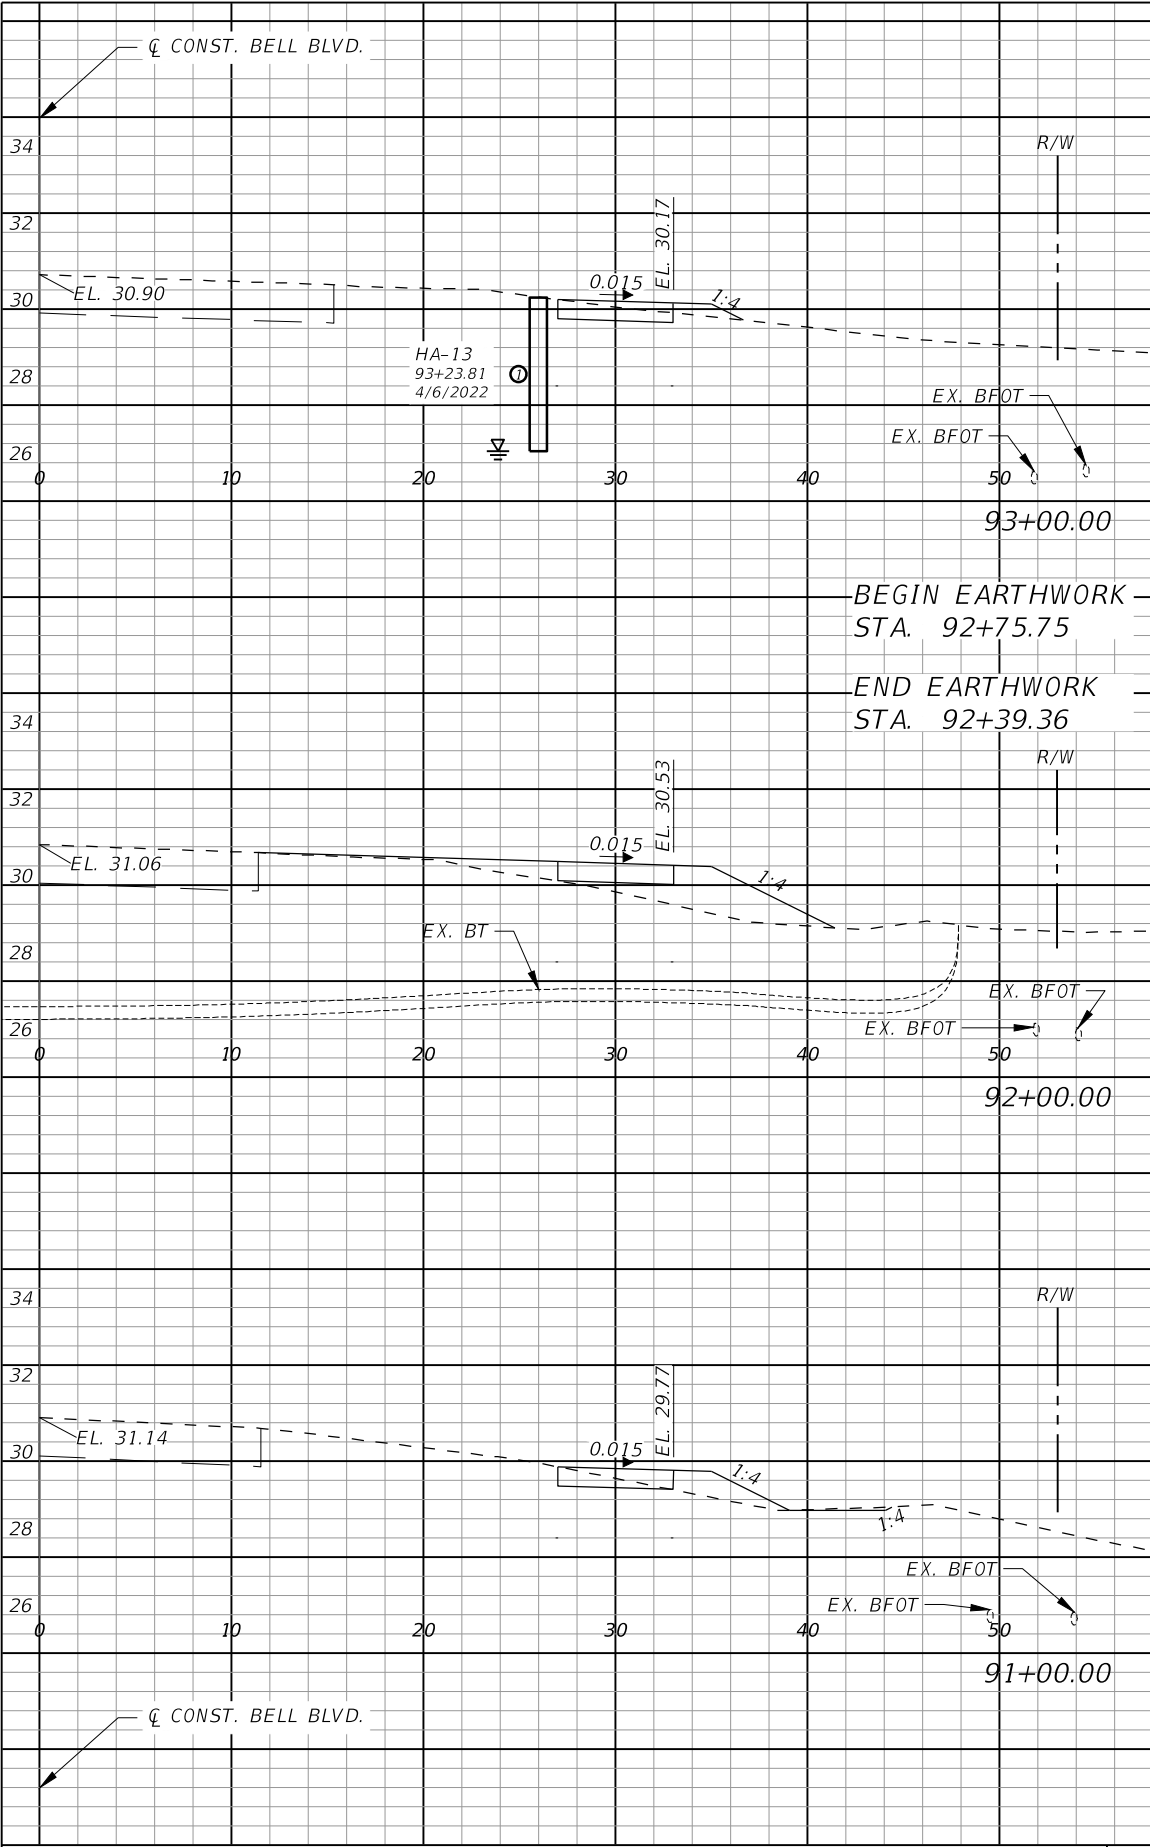 ℄ CONST. BELL BLVD.
34
R/W
32
EL. 30.17
0.015
1:4
EL. 30.90
30
HA-13
93+23.81
4/6/2022
1
28
EX. BFOT
EX. BFOT
26
0 10 20 30 40 50
93+00.00
BEGIN EARTHWORK
STA. 92+75.75
END EARTHWORK
STA. 92+39.36
34
R/W
32
EL. 30.53
0.015
EL. 31.06
30
1:4
EX. BT
28
EX. BFOT
EX. BFOT
26
0 10 20 30 40 50
92+00.00
34
R/W
32
EL. 29.77
EL. 31.14
30
0.015
1:4
1:4
28
EX. BFOT
EX. BFOT
26
0 10 20 30 40 50
91+00.00
℄ CONST. BELL BLVD.